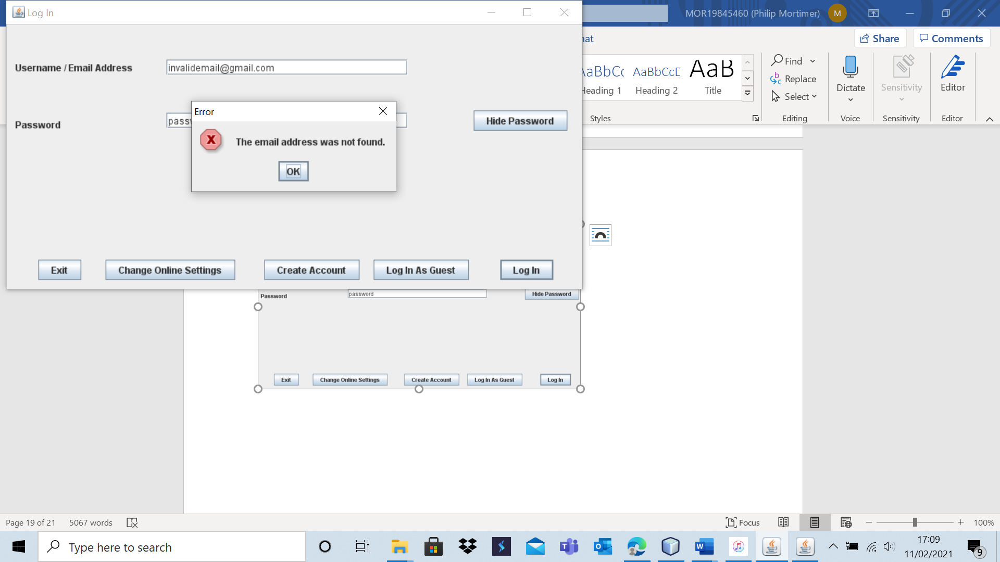 Log In
MOR19845460 (Philip Mortimer)
M
Share
Comments
Username / Email Address
invalidemail@gmail.com
Find
Replace
Select
Heading 1
AaBbCcD
Heading 2
AaB
Title
Dictate
Sensitivity
Editor
Styles
Editing
Voice
Sensitivity
Editor
Error
The email address was not found.
OK
Password
Hide Password
Exit
Change Online Settings
Create Account
Log In As Guest
Log In
Password
password
Hide Password
Exit
Change Online Settings
Create Account
Log In As Guest
Log In
Page 19 of 21
5067 words
Focus
100%
Type here to search
17:09
11/02/2021
9